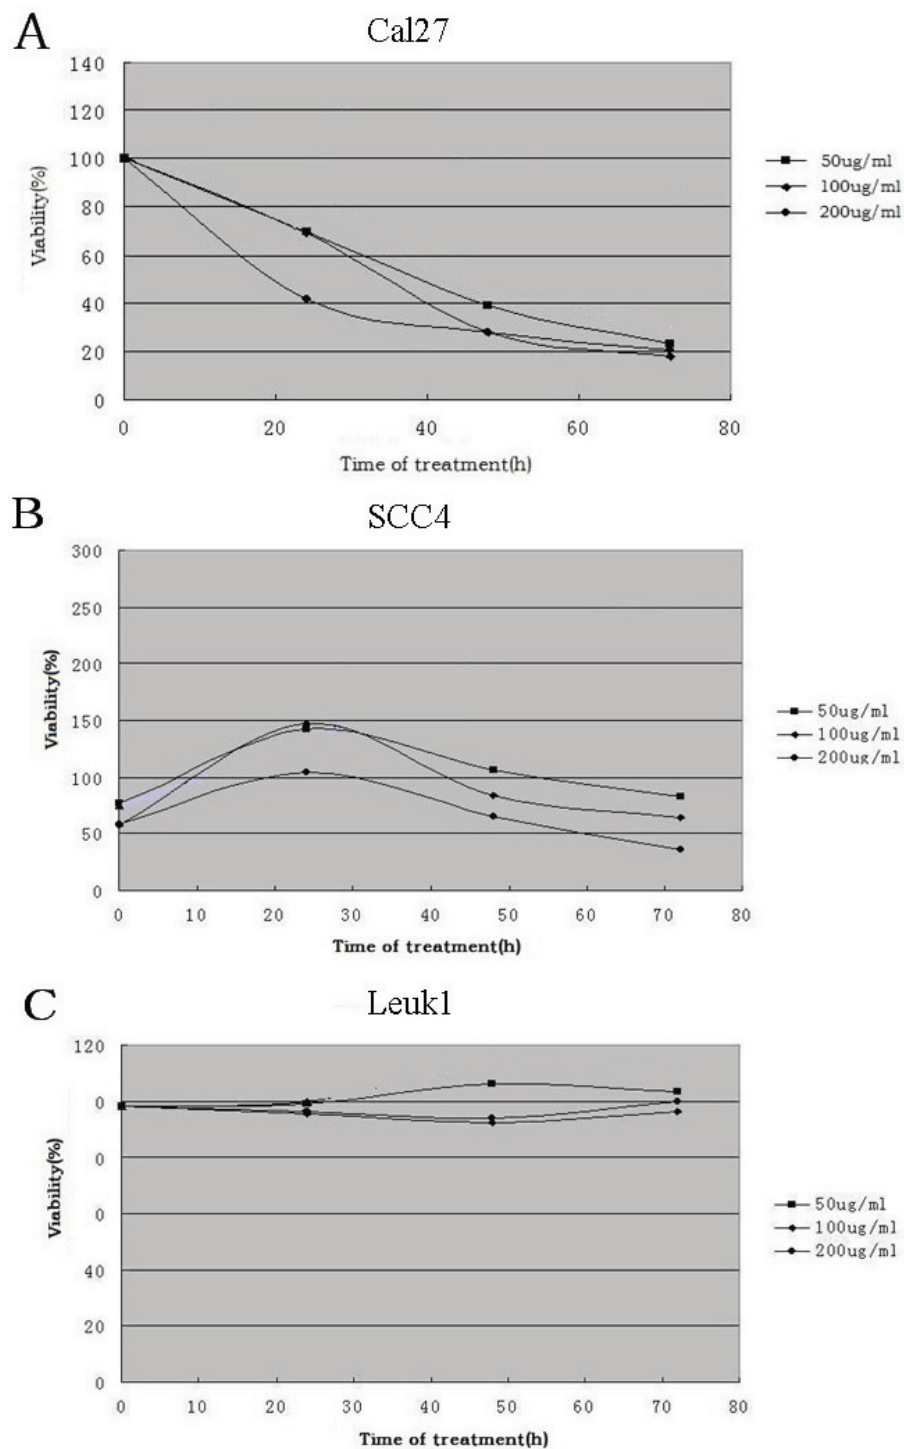 A
Cal27
140
120
100
80
60
40
20
0
Viability(%)
0 20 40 60 80
Time of treatment(h)
50ug/ml
100ug/ml
200ug/ml
B
SCC4
300
250
200
150
100
50
0
Viability(%)
0 10 20 30 40 50 60 70 80
Time of treatment(h)
50ug/ml
100ug/ml
200ug/ml
C
Leuk1
120
0
0
0
40
20
0
Viability(%)
0 10 20 30 40 50 60 70 80
Time of treatment(h)
50ug/ml
100ug/ml
200ug/ml